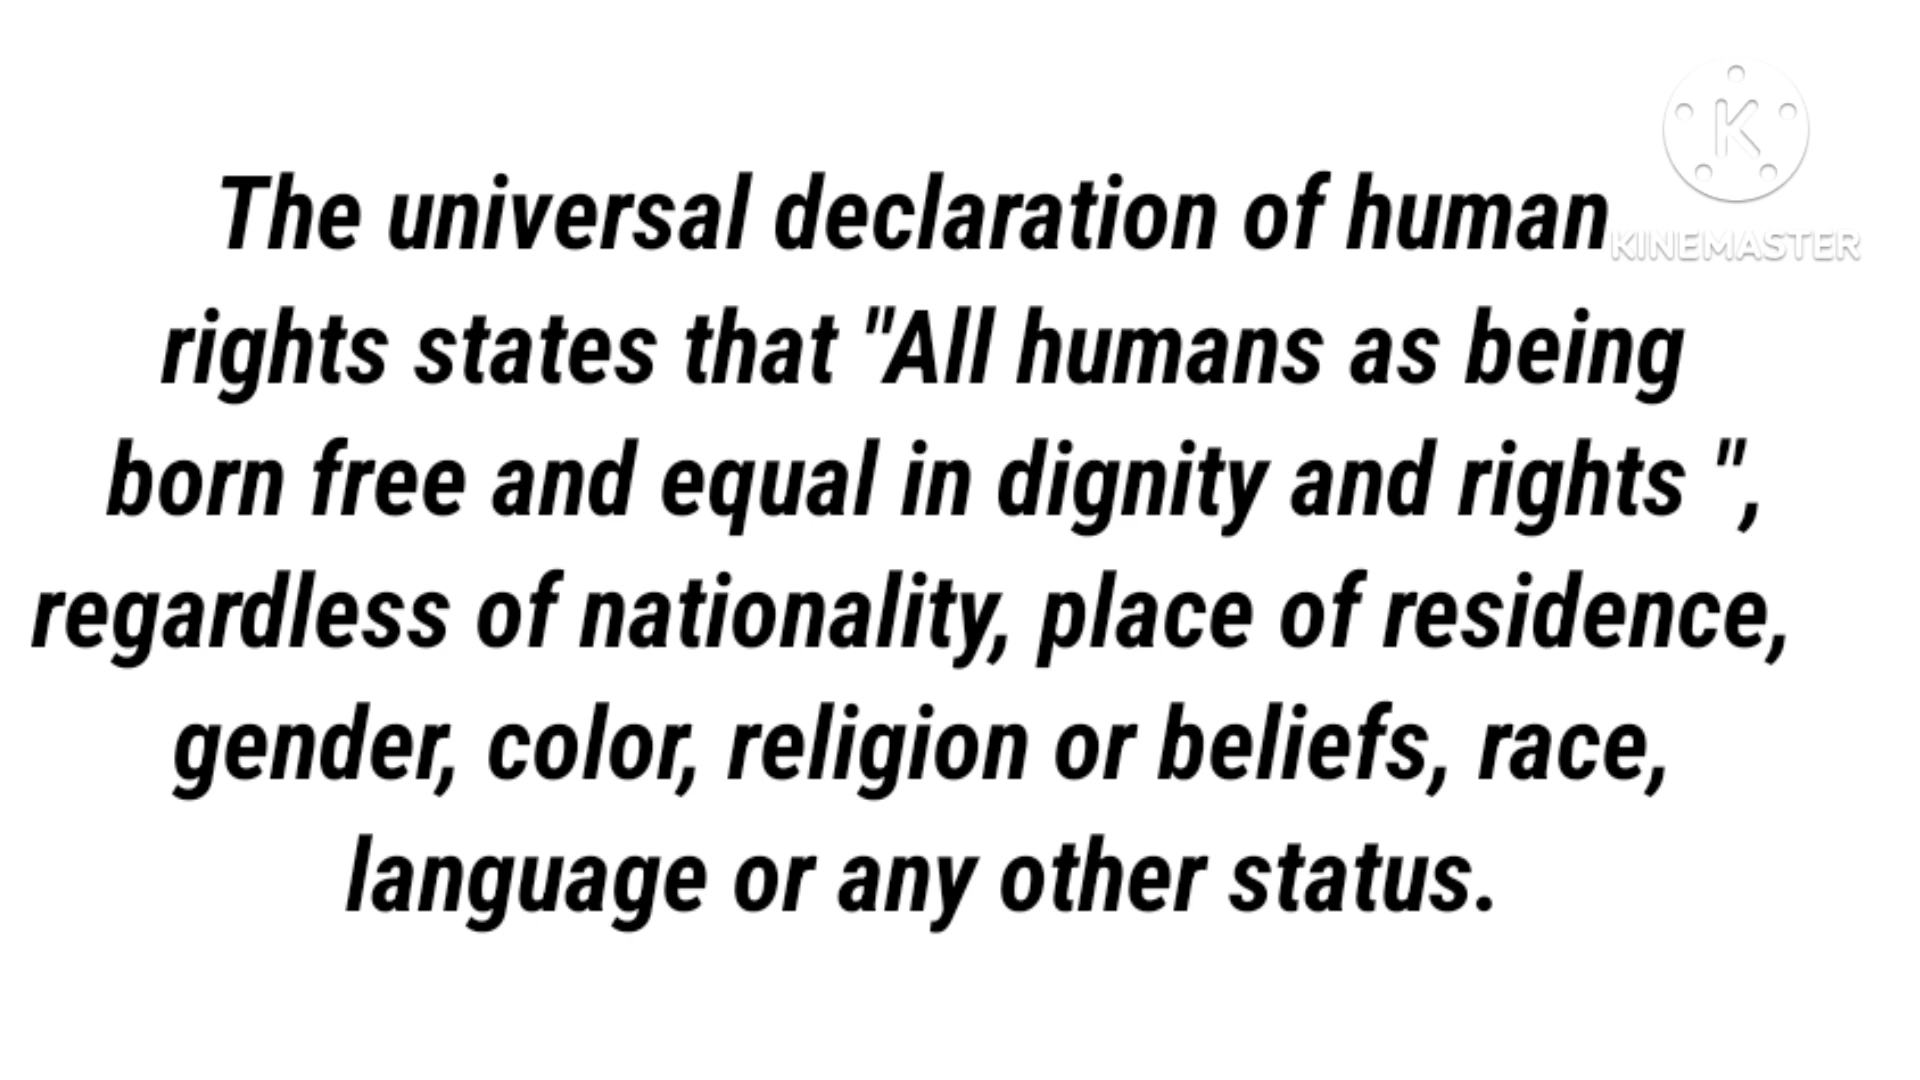 The universal declaration of human
KINEMASTER
rights states that "All humans as being
born free and equal in dignity and rights ",
regardless of nationality, place of residence,
gender, color, religion or beliefs, race,
language or any other status.